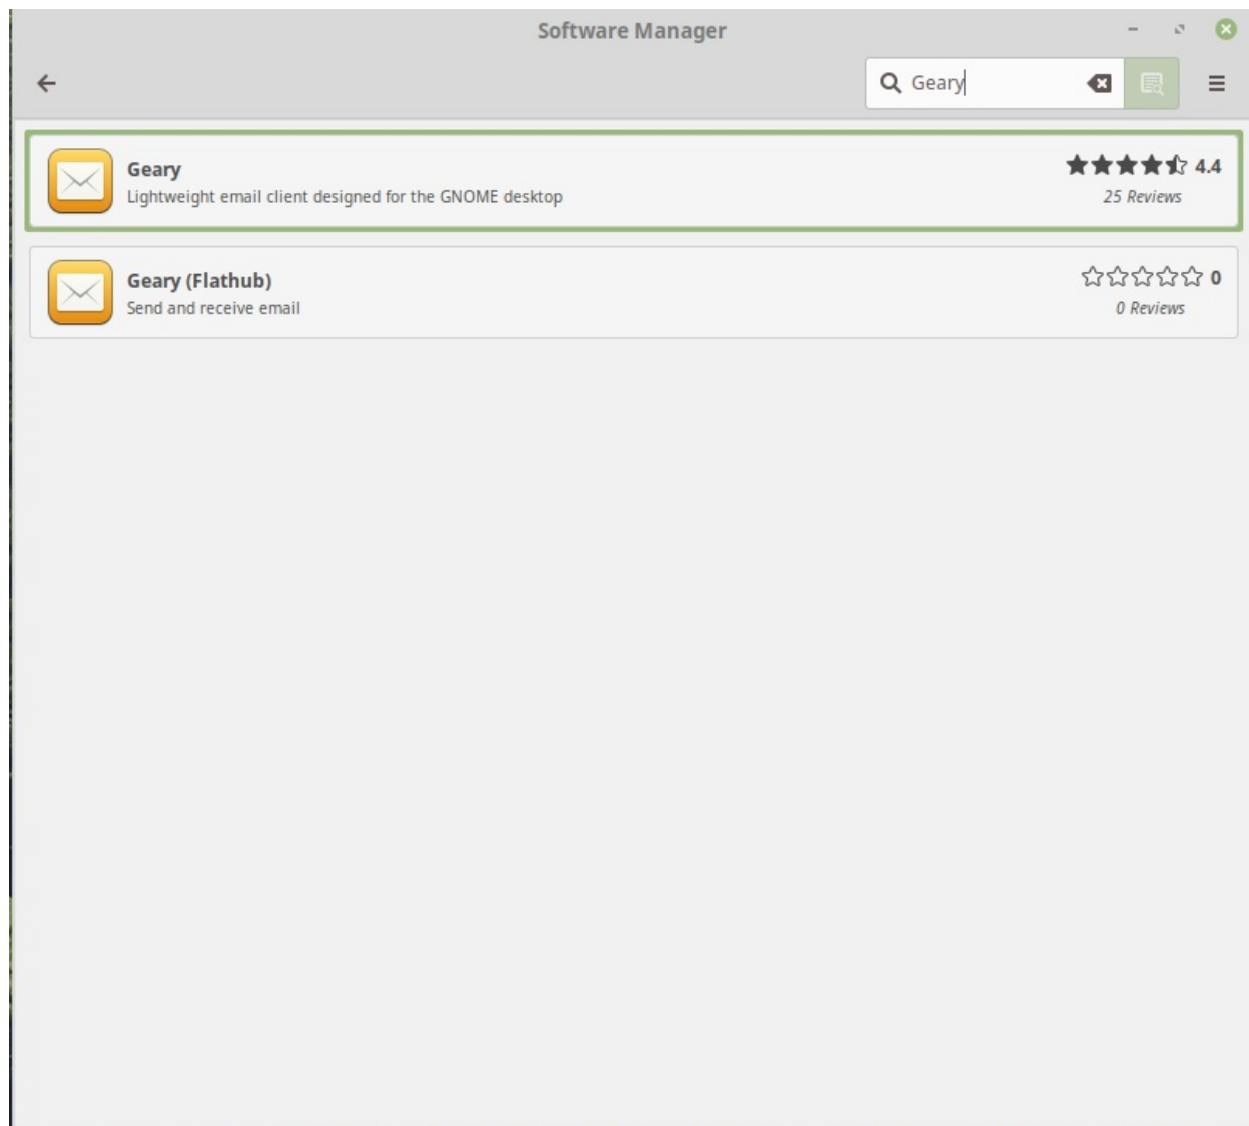 Software Manager
Geary
Geary
4.4
Lightweight email client designed for the GNOME desktop
25 Reviews
Geary (Flathub)
0
Send and receive email
0 Reviews